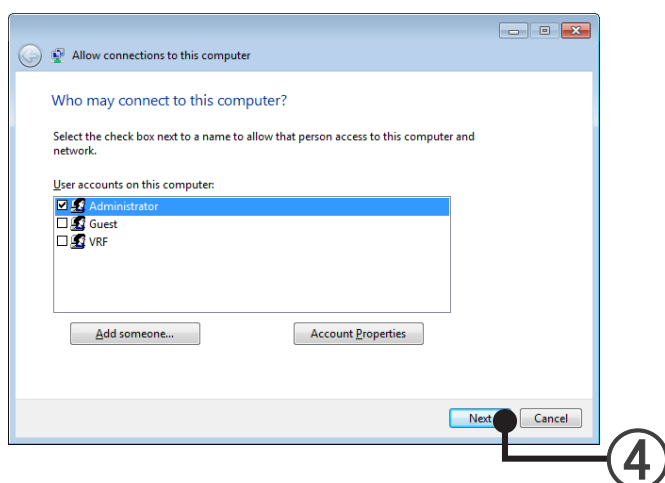 Allow connections to this computer
Who may connect to this computer?
Select the check box next to a name to allow that person access to this computer and
network.
User accounts on this computer:
Administrator
Guest
VRF
Add someone...
Account Properties
Next
Cancel
4